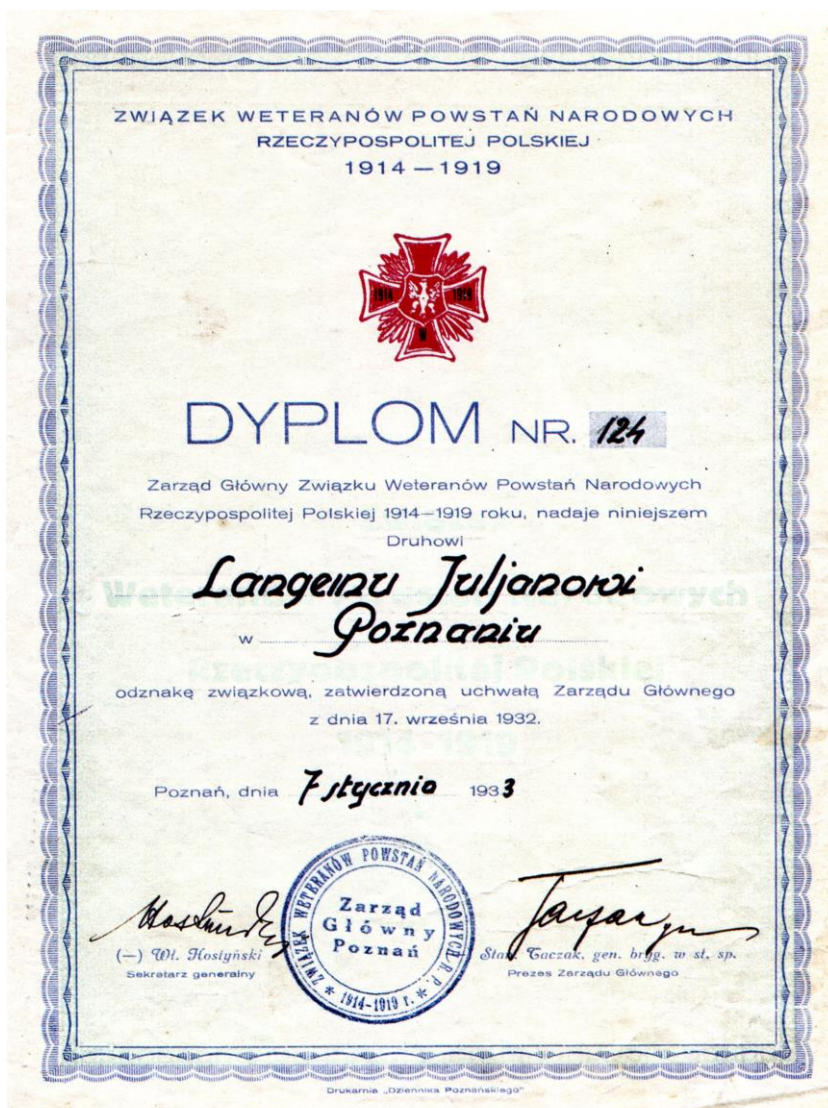 ZWIĄZEK WETERANÓW POWSTAŃ NARODOWYCH
RZECZYPOSPOLITEJ POLSKIEJ
1914 — 1919
1914 1919
W
DYPLOM NR. 124
Zarząd Główny Związku Weteranów Powstań Narodowych
Rzeczypospolitej Polskiej 1914—1919 roku, nadaje niniejszem
Druhowi
Langemu Juljanowi
w Poznaniu
odznakę związkową, zatwierdzoną uchwałą Zarządu Głównego
z dnia 17. września 1932.
Poznań, dnia 7 stycznia 1933
ZWIĄZEK WETERANÓW POWSTAŃ NARODOWYCH R. P.
* 1914-1919 r. *
Zarząd
Główny
Poznań
(—) Wł. Hostyński
Sekretarz generalny
Stan. Taczak, gen. bryg. w st. sp.
Prezes Zarządu Głównego
Drukarnia „Dziennika Poznańskiego"